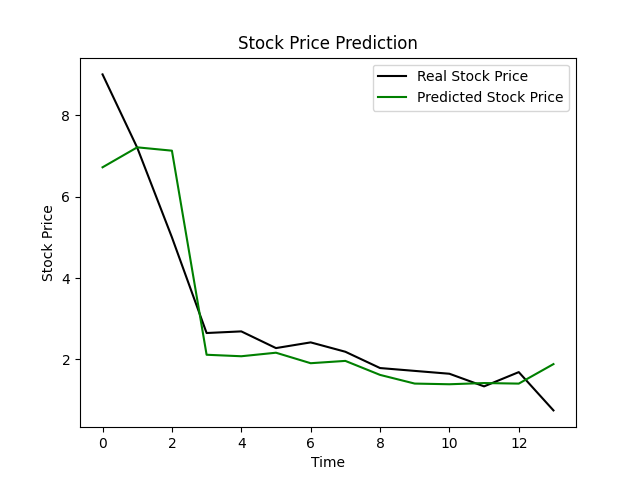 Stock Price Prediction
Real Stock Price
Predicted Stock Price
Stock Price
8
6
4
2
0 2 4 6 8 10 12
Time